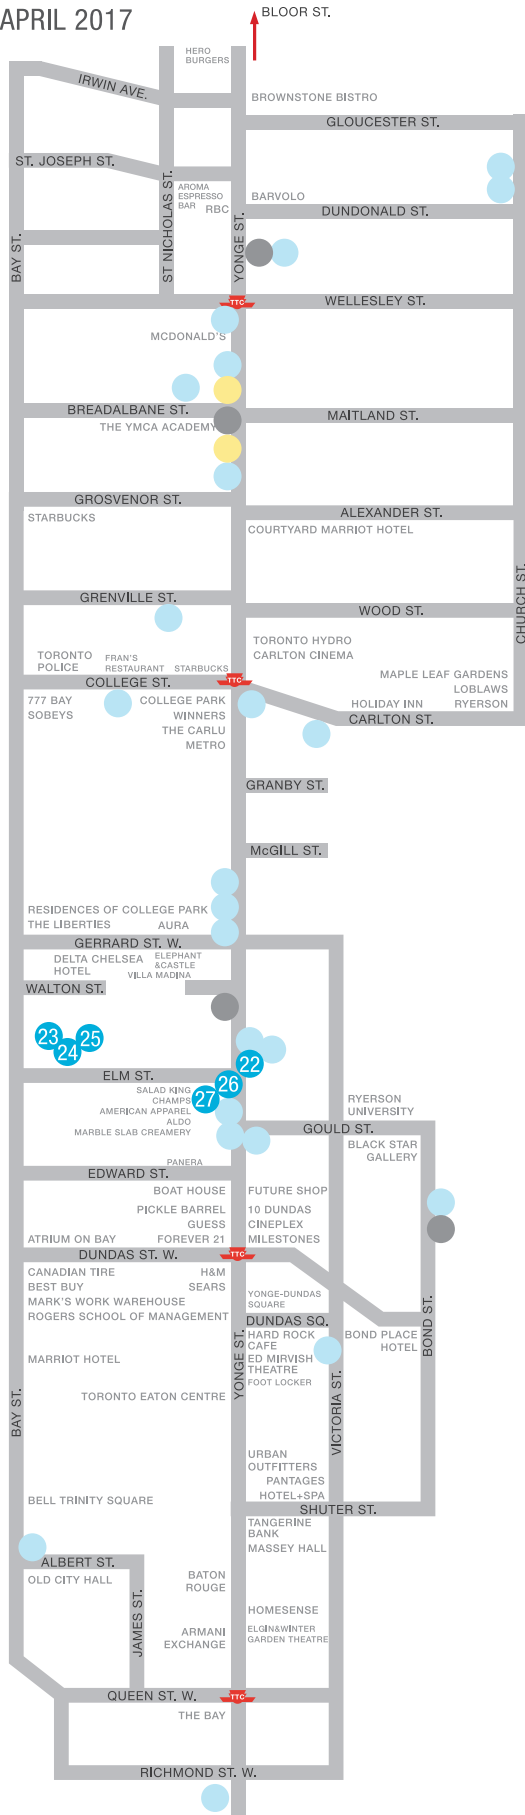 APRIL 2017
BLOOR ST.
HERO
BURGERS
IRWIN AVE.
BROWNSTONE BISTRO
GLOUCESTER ST.
ST. JOSEPH ST.
ST NICHOLAS ST.
AROMA
ESPRESSO
BAR
RBC
BARVOLO
DUNDONALD ST.
BAY ST.
YONGE ST.
TTC
WELLESLEY ST.
MCDONALD'S
BREADALBANE ST.
MAITLAND ST.
THE YMCA ACADEMY
GROSVENOR ST.
ALEXANDER ST.
STARBUCKS
COURTYARD MARRIOT HOTEL
CHURCH ST.
GRENVILLE ST.
WOOD ST.
TORONTO
POLICE
FRAN'S
RESTAURANT
STARBUCKS
TORONTO HYDRO
CARLTON CINEMA
COLLEGE ST.
TTC
MAPLE LEAF GARDENS
LOBLAWS
HOLIDAY INN
RYERSON
777 BAY
SOBEYS
COLLEGE PARK
WINNERS
THE CARLU
METRO
CARLTON ST.
GRANBY ST.
McGILL ST.
RESIDENCES OF COLLEGE PARK
THE LIBERTIES
AURA
GERRARD ST. W.
DELTA CHELSEA
HOTEL
ELEPHANT
&CASTLE
VILLA MADINA
WALTON ST.
23
24
25
22
ELM ST.
26
27
SALAD KING
CHAMPS
AMERICAN APPAREL
ALDO
MARBLE SLAB CREAMERY
RYERSON
UNIVERSITY
GOULD ST.
BLACK STAR
GALLERY
PANERA
EDWARD ST.
BOAT HOUSE
PICKLE BARREL
GUESS
ATRIUM ON BAY
FOREVER 21
FUTURE SHOP
10 DUNDAS
CINEPLEX
MILESTONES
DUNDAS ST. W.
TTC
CANADIAN TIRE
H&M
BEST BUY
SEARS
MARK'S WORK WAREHOUSE
ROGERS SCHOOL OF MANAGEMENT
YONGE-DUNDAS
SQUARE
DUNDAS SQ.
BOND ST.
HARD ROCK
CAFE
ED MIRVISH
THEATRE
FOOT LOCKER
BOND PLACE
HOTEL
MARRIOT HOTEL
YONGE ST.
VICTORIA ST.
BAY ST.
TORONTO EATON CENTRE
URBAN
OUTFITTERS
PANTAGES
HOTEL+SPA
BELL TRINITY SQUARE
SHUTER ST.
TANGERINE
BANK
MASSEY HALL
ALBERT ST.
OLD CITY HALL
JAMES ST.
BATON
ROUGE
HOMESENSE
ARMANI
EXCHANGE
ELGIN&WINTER
GARDEN THEATRE
QUEEN ST. W.
TTC
THE BAY
RICHMOND ST. W.